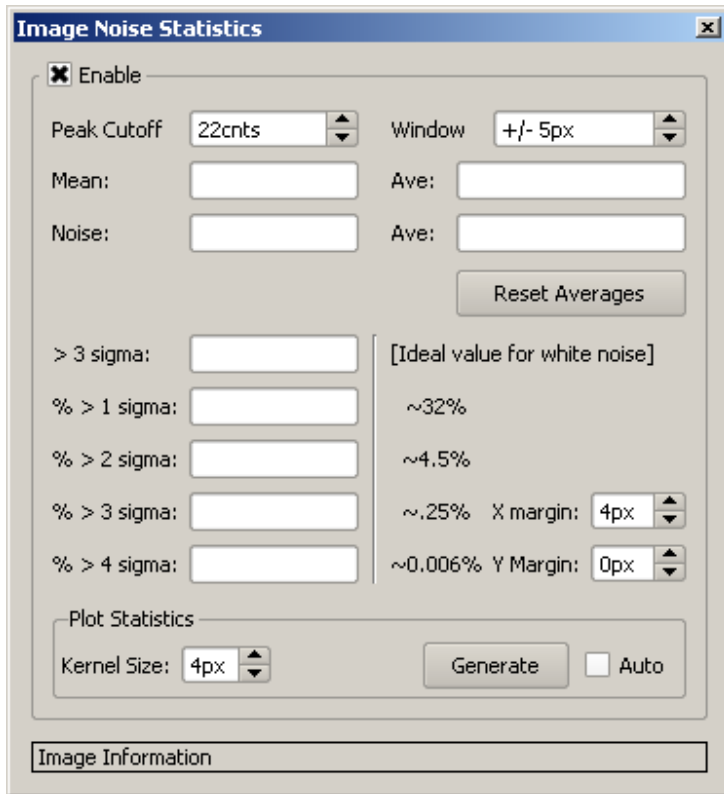 Image Noise Statistics
Enable
Peak Cutoff 22cnts Window +/- 5px
Mean: Ave:
Noise: Ave:
Reset Averages
> 3 sigma: [Ideal value for white noise]
% > 1 sigma: ~32%
% > 2 sigma: ~4.5%
% > 3 sigma: ~.25% X margin: 4px
% > 4 sigma: ~0.006% Y Margin: 0px
Plot Statistics
Kernel Size: 4px Generate Auto
Image Information